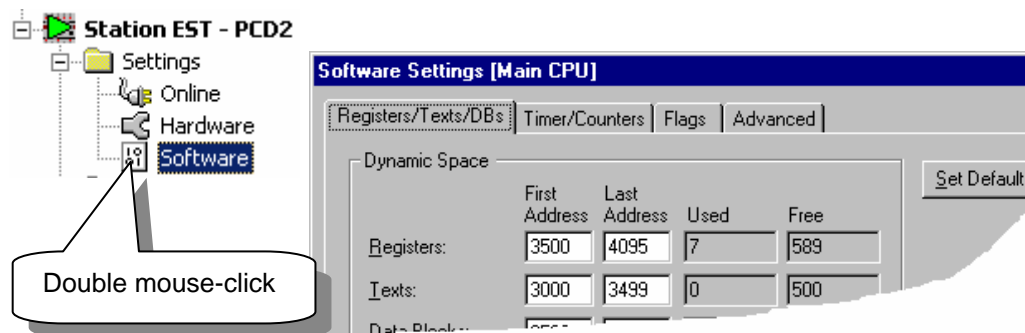 Station EST - PCD2
Settings
Online
Hardware
Software
Double mouse-click
Software Settings [Main CPU]
Registers/Texts/DBs Timer/Counters Flags Advanced
Dynamic Space
Set Default
First Last
Address Address Used Free
Registers: 3500 4095 7 589
Texts: 3000 3499 0 500
Data